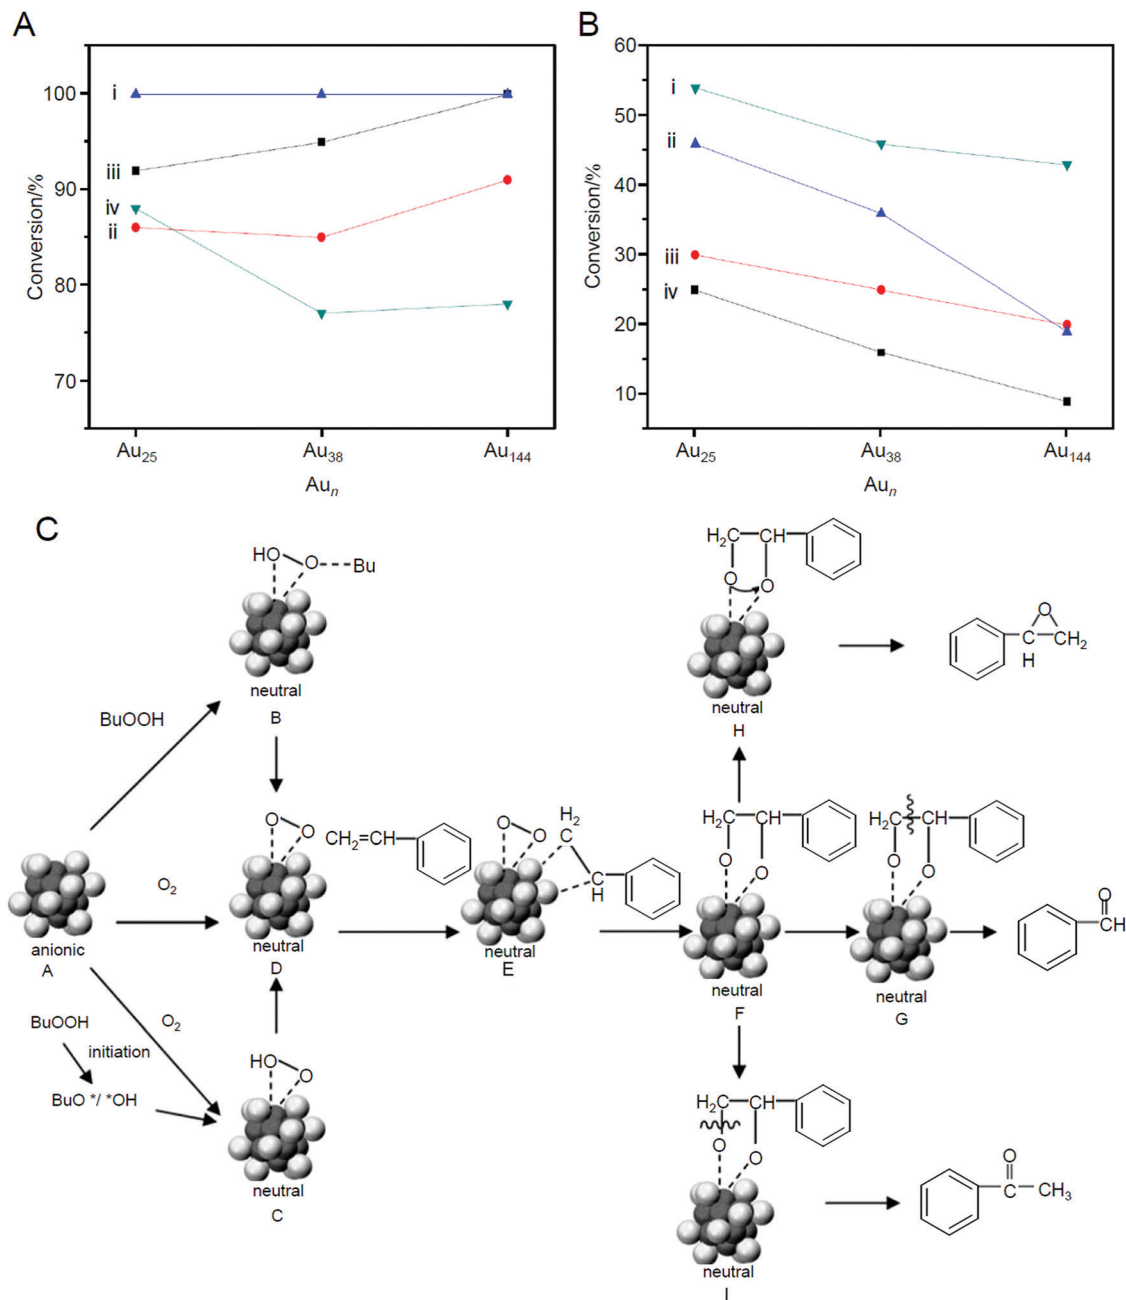 A
Conversion/%
100
90
80
70
i
iii
iv
ii
Au25
Au38
Au144
Aun
B
Conversion/%
60
50
40
30
20
10
i
ii
iii
iv
Au25
Au38
Au144
Aun
C
HO
O
Bu
neutral
B
BuOOH
O2
anionic
A
BuOOH
O2
initiation
BuO */ *OH
O
O
CH2=CH
neutral
D
HO
O
neutral
C
O
O
H2
C
C
H
neutral
E
H2C
CH
O
O
neutral
H
O
C
CH2
H
H2C
CH
O
O
neutral
F
H2C
CH
O
O
neutral
G
O
CH
H2C
CH
O
O
neutral
I
O
C
CH3